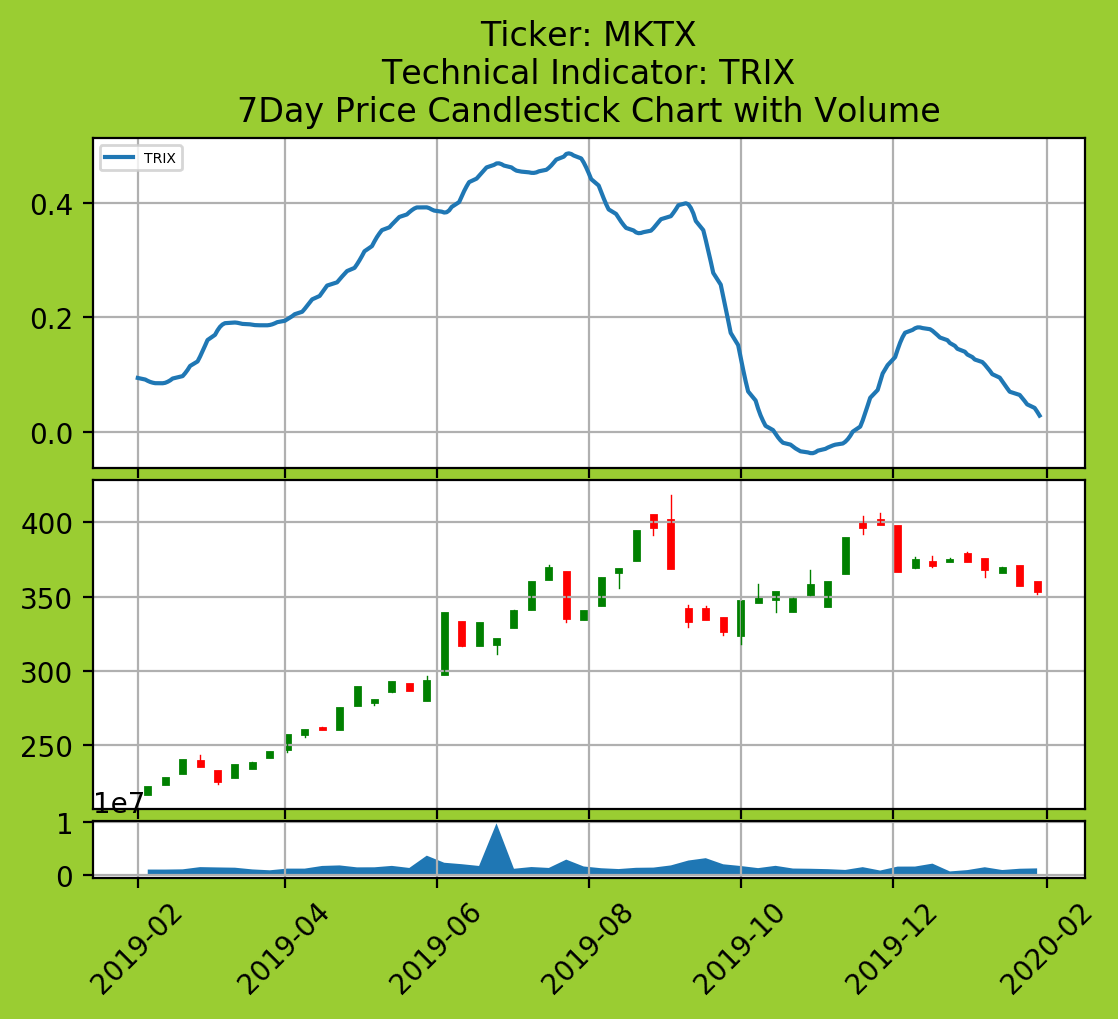 Ticker: MKTX
Technical Indicator: TRIX
7Day Price Candlestick Chart with Volume
TRIX
0.4
0.2
0.0
400
350
300
250
1e7
1
0
2019-02 2019-04 2019-06 2019-08 2019-10 2019-12 2020-02